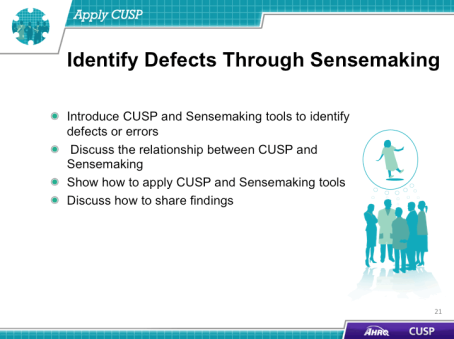 Apply CUSP
Identify Defects Through Sensemaking
Introduce CUSP and Sensemaking tools to identify
defects or errors
Discuss the relationship between CUSP and
Sensemaking
Show how to apply CUSP and Sensemaking tools
Discuss how to share findings
21
AHRQ
CUSP